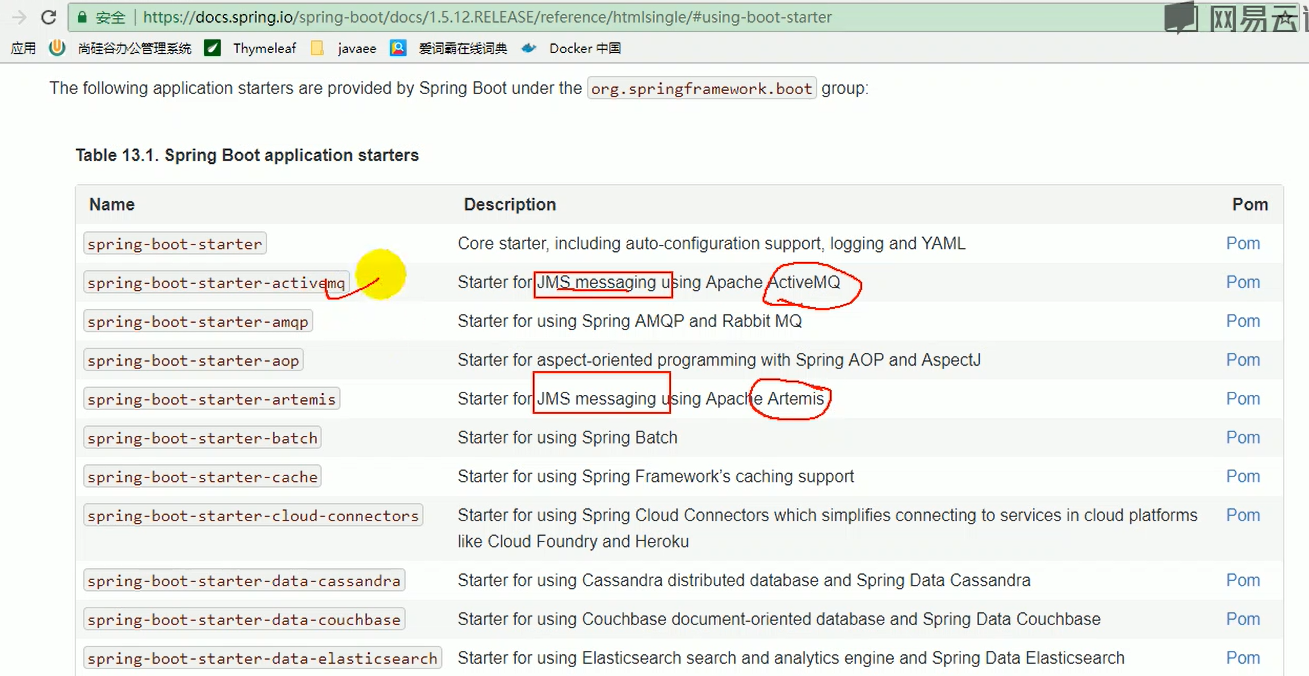 安全 https://docs.spring.io/spring-boot/docs/1.5.12.RELEASE/reference/htmlsingle/#using-boot-starter
网易云
应用 尚硅谷办公管理系统 Thymeleaf javaee 爱词霸在线词典 Docker 中国
The following application starters are provided by Spring Boot under the org.springframework.boot group:
Table 13.1. Spring Boot application starters
Name Description Pom
spring-boot-starter Core starter, including auto-configuration support, logging and YAML Pom
spring-boot-starter-activemq Starter for JMS messaging using Apache ActiveMQ Pom
spring-boot-starter-amqp Starter for using Spring AMQP and Rabbit MQ Pom
spring-boot-starter-aop Starter for aspect-oriented programming with Spring AOP and AspectJ Pom
spring-boot-starter-artemis Starter for JMS messaging using Apache Artemis Pom
spring-boot-starter-batch Starter for using Spring Batch Pom
spring-boot-starter-cache Starter for using Spring Framework’s caching support Pom
spring-boot-starter-cloud-connectors Starter for using Spring Cloud Connectors which simplifies connecting to services in cloud platforms Pom
like Cloud Foundry and Heroku
spring-boot-starter-data-cassandra Starter for using Cassandra distributed database and Spring Data Cassandra Pom
spring-boot-starter-data-couchbase Starter for using Couchbase document-oriented database and Spring Data Couchbase Pom
spring-boot-starter-data-elasticsearch Starter for using Elasticsearch search and analytics engine and Spring Data Elasticsearch Pom